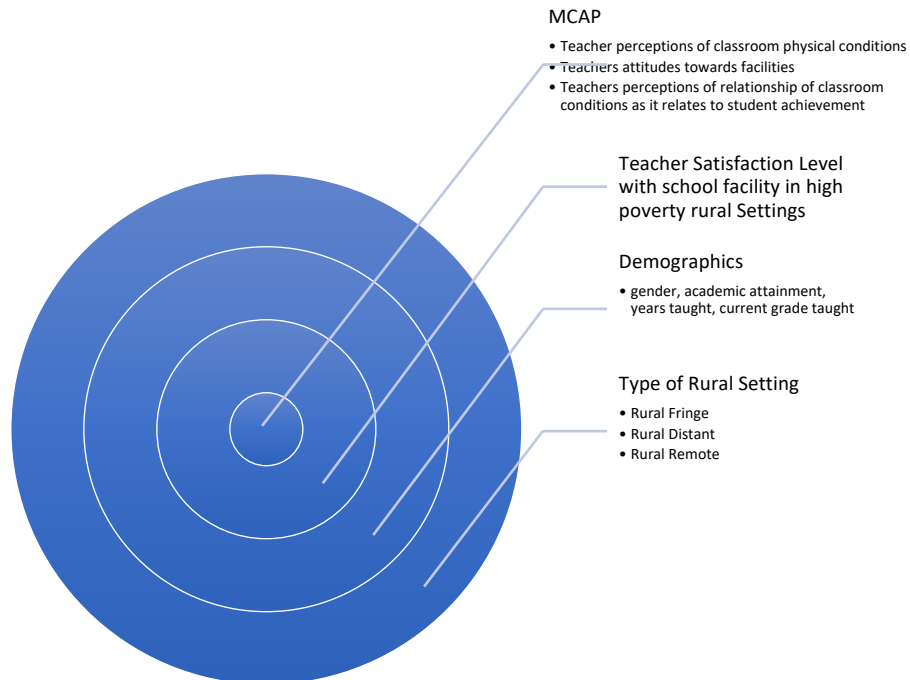 MCAP
• Teacher perceptions of classroom physical conditions
• Teachers attitudes towards facilities
• Teachers perceptions of relationship of classroom
conditions as it relates to student achievement
Teacher Satisfaction Level
with school facility in high
poverty rural Settings
Demographics
• gender, academic attainment,
years taught, current grade taught
Type of Rural Setting
• Rural Fringe
• Rural Distant
• Rural Remote